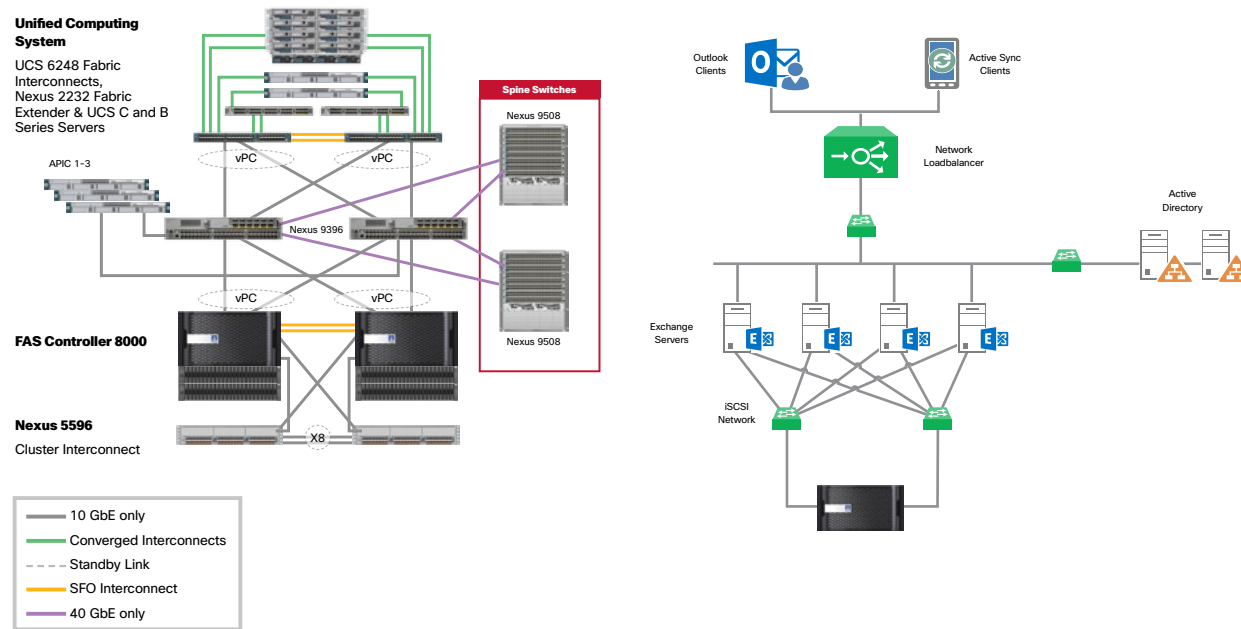 Unified Computing
System
UCS 6248 Fabric
Interconnects,
Nexus 2232 Fabric
Extender & UCS C and B
Series Servers
vPC
vPC
APIC 1-3
Nexus 9396
Spine Switches
Nexus 9508
Nexus 9508
vPC
vPC
FAS Controller 8000
Nexus 5596
Cluster Interconnect
X8
10 GbE only
Converged Interconnects
Standby Link
SFO Interconnect
40 GbE only
Outlook
Clients
O
Active Sync
Clients
Network
Loadbalancer
Active
Directory
Exchange
Servers
E
E
E
E
iSCSI
Network